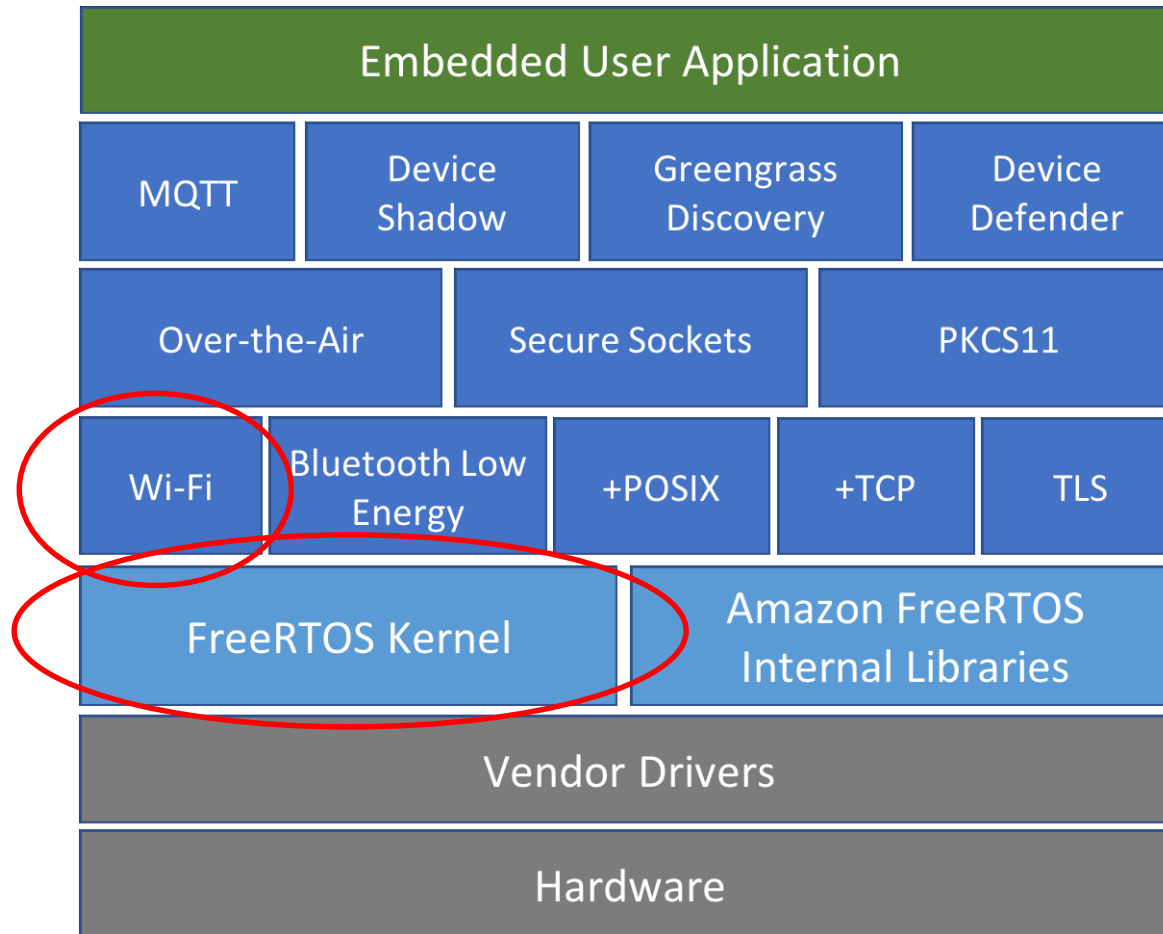 Embedded User Application
MQTT
Device
Shadow
Greengrass
Discovery
Device
Defender
Over-the-Air
Secure Sockets
PKCS11
Wi-Fi
Bluetooth Low
Energy
+POSIX
+TCP
TLS
FreeRTOS Kernel
Amazon FreeRTOS
Internal Libraries
Vendor Drivers
Hardware